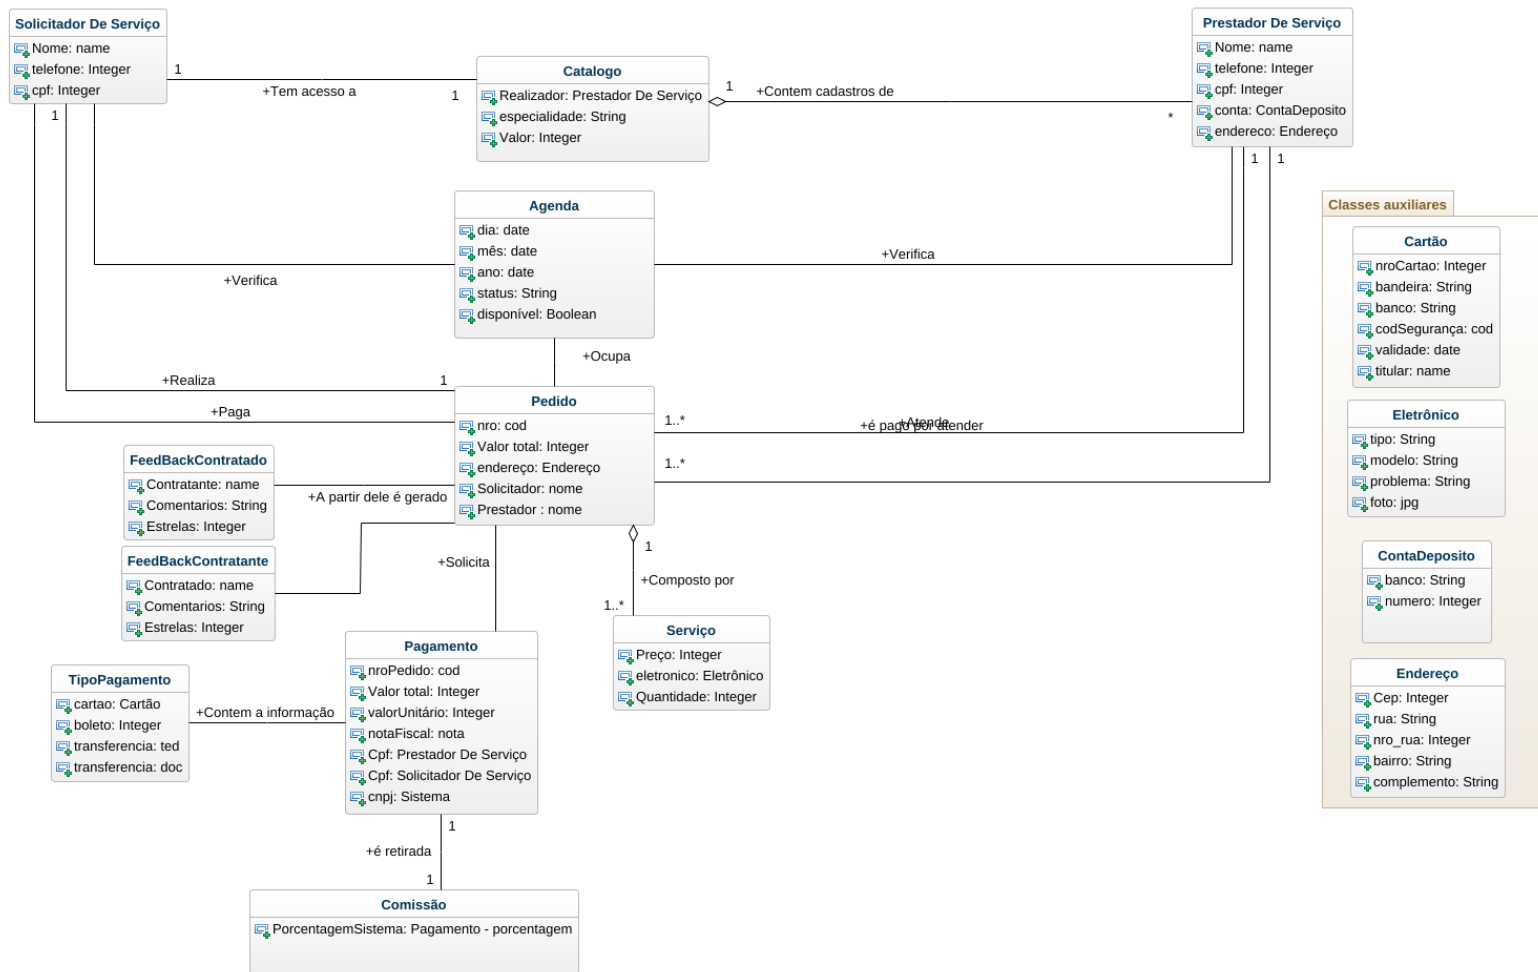 Solicitador De Serviço
Nome: name
telefone: Integer
cpf: Integer
1
+Tem acesso a
1
Catalogo
Realizador: Prestador De Serviço
especialidade: String
Valor: Integer
1
+Contem cadastros de
*
Prestador De Serviço
Nome: name
telefone: Integer
cpf: Integer
conta: ContaDeposito
endereco: Endereço
1
1
1
Agenda
dia: date
mês: date
ano: date
status: String
disponível: Boolean
+Verifica
+Verifica
+Ocupa
+Realiza
1
+Paga
Pedido
nro: cod
Valor total: Integer
endereço: Endereço
Solicitador: nome
Prestador : nome
1..*
+Atende
+é pago por atender
1..*
FeedBackContratado
Contratante: name
Comentarios: String
Estrelas: Integer
+A partir dele é gerado
FeedBackContratante
Contratado: name
Comentarios: String
Estrelas: Integer
+Solicita
1
+Composto por
1..*
Serviço
Preço: Integer
eletronico: Eletrônico
Quantidade: Integer
Pagamento
nroPedido: cod
Valor total: Integer
valorUnitário: Integer
notaFiscal: nota
Cpf: Prestador De Serviço
Cpf: Solicitador De Serviço
cnpj: Sistema
TipoPagamento
cartao: Cartão
boleto: Integer
transferencia: ted
transferencia: doc
+Contem a informação
1
+é retirada
1
Comissão
PorcentagemSistema: Pagamento - porcentagem
Classes auxiliares
Cartão
nroCartao: Integer
bandeira: String
banco: String
codSegurança: cod
validade: date
titular: name
Eletrônico
tipo: String
modelo: String
problema: String
foto: jpg
ContaDeposito
banco: String
numero: Integer
Endereço
Cep: Integer
rua: String
nro_rua: Integer
bairro: String
complemento: String